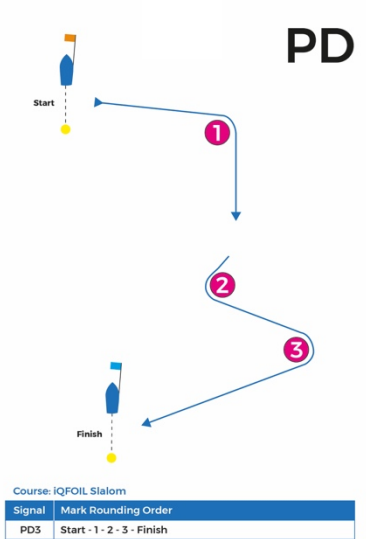 PD
Start
1
2
3
Finish
Course: iQFOIL Slalom
Signal Mark Rounding Order
PD3 Start - 1 - 2 - 3 - Finish